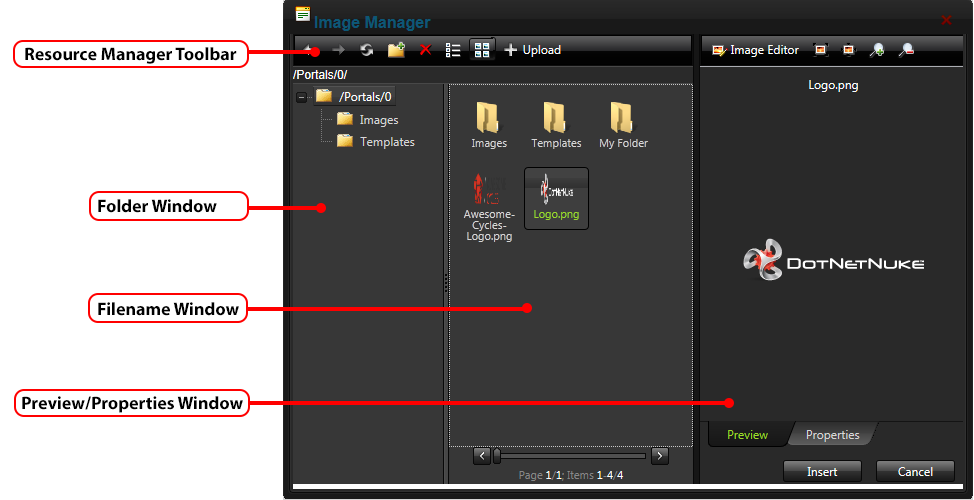 Image Manager
Resource Manager Toolbar
Upload
Image Editor
/Portals/0/
Logo.png
/Portals/0
Images
Templates
Images
Templates
My Folder
Awesome-
Cycles-
Logo.png
DotNetNuke
Logo.png
Folder Window
DotNetNuke
Filename Window
Preview/Properties Window
Preview
Properties
Page 1/1; Items 1-4/4
Insert
Cancel